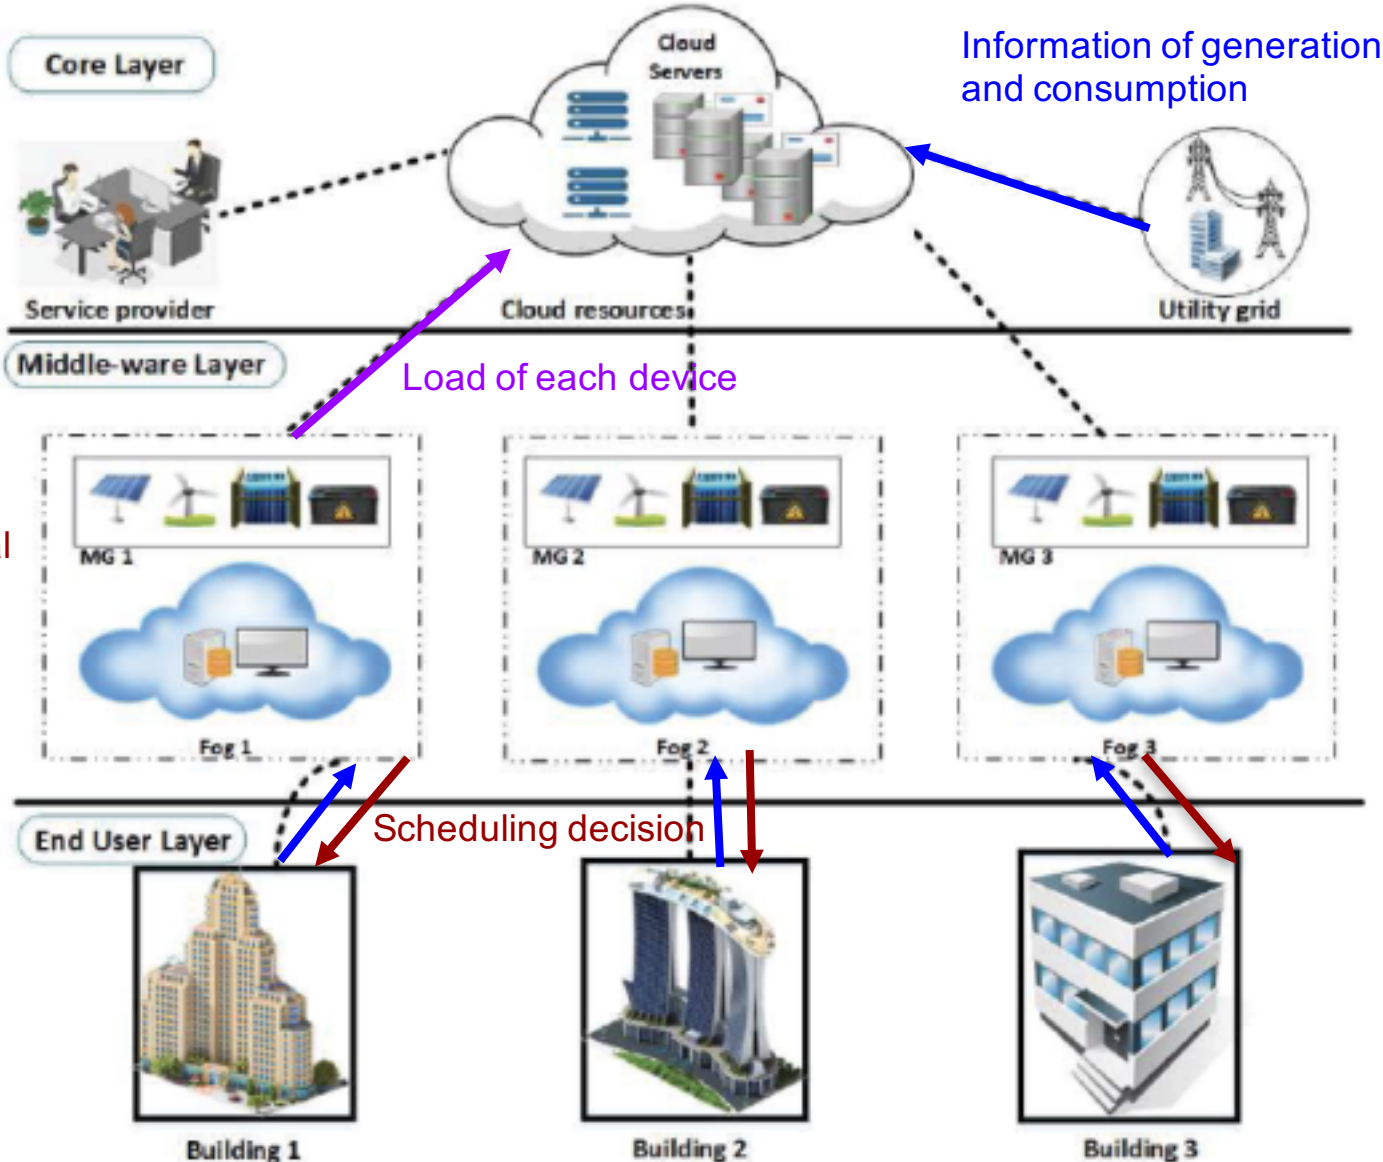 Core Layer
Cloud
Servers
Information of generation
and consumption
Service provider
Cloud resources
Utility grid
Middle-ware Layer
Load of each device
MG 1
MG 2
MG 3
Fog 1
Fog 2
Fog 3
End User Layer
Scheduling decision
Building 1
Building 2
Building 3